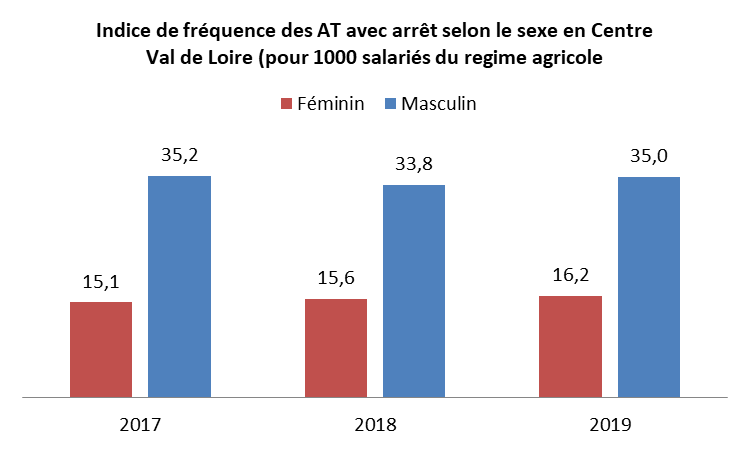 Indice de fréquence des AT avec arrêt selon le sexe en Centre
Val de Loire (pour 1000 salariés du regime agricole
Féminin Masculin
35,2 33,8 35,0
15,1 15,6 16,2
2017 2018 2019